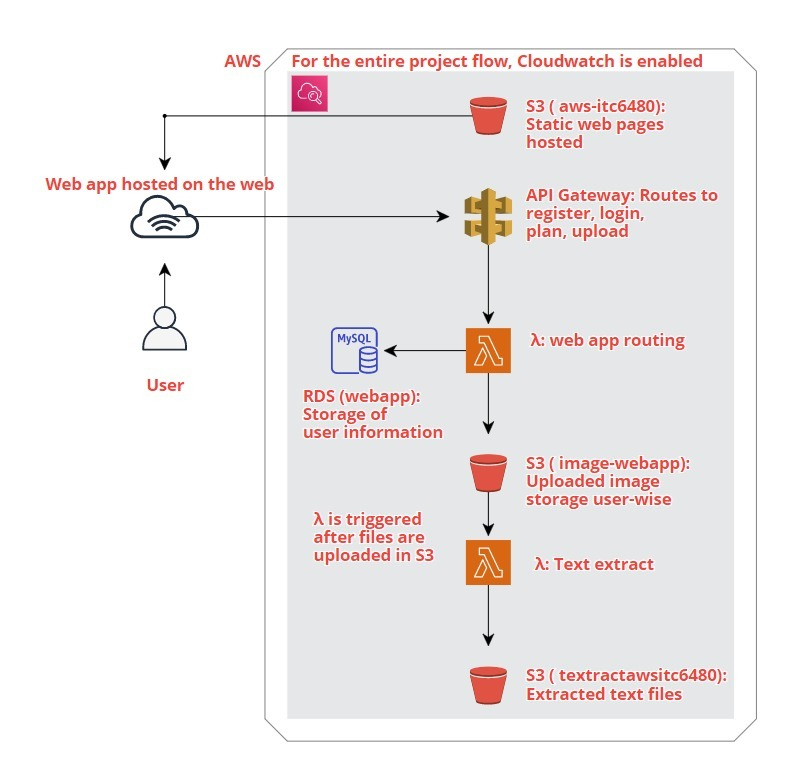 AWS
For the entire project flow, Cloudwatch is enabled
S3 ( aws-itc6480):
Static web pages
hosted
Web app hosted on the web
API Gateway: Routes to
register, login,
plan, upload
MySQL
λ: web app routing
User
RDS (webapp):
Storage of
user information
S3 ( image-webapp):
Uploaded image
storage user-wise
λ is triggered
after files are
uploaded in S3
λ: Text extract
S3 ( textractawsitc6480):
Extracted text files